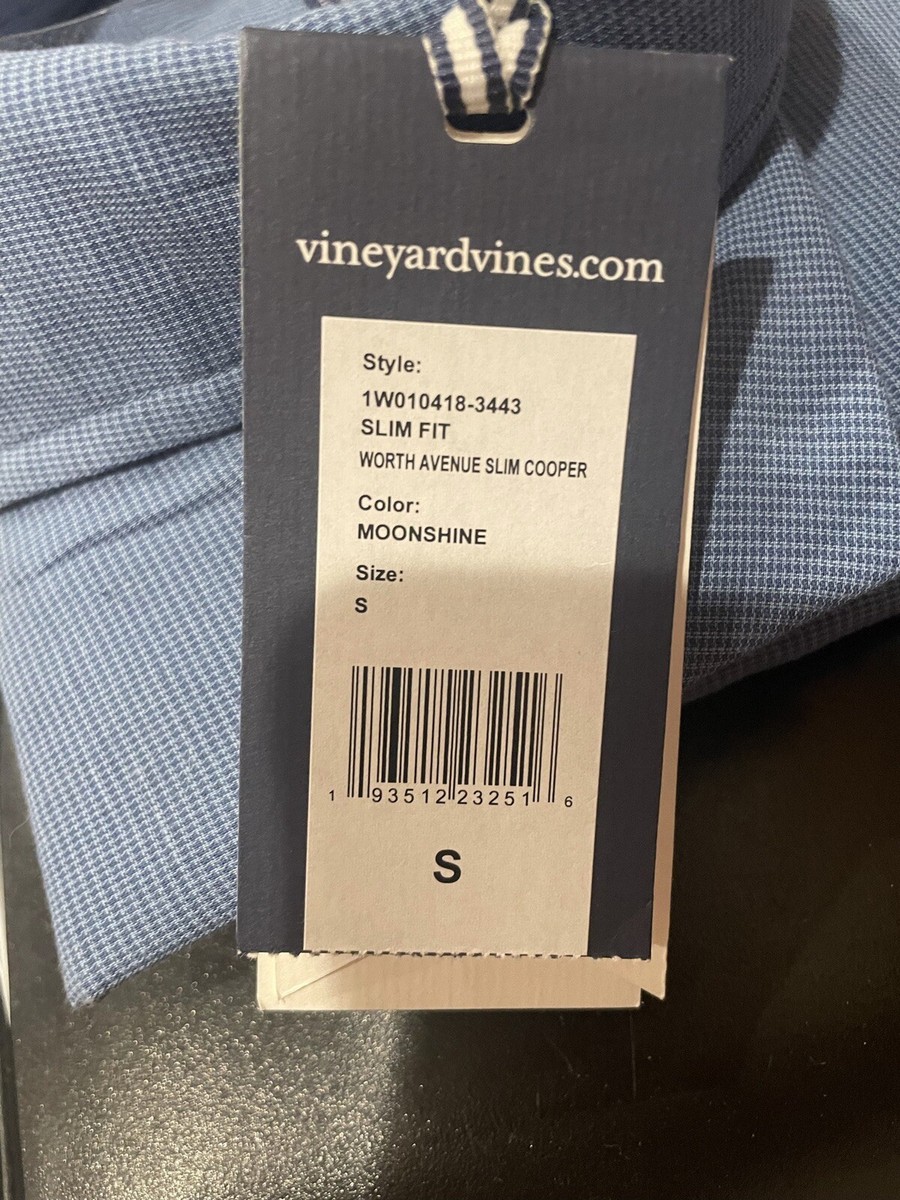 vineyardvines.com
Style:
1W010418-3443
SLIM FIT
WORTH AVENUE SLIM COOPER
Color:
MOONSHINE
Size:
S
1 93512 23251 6
S